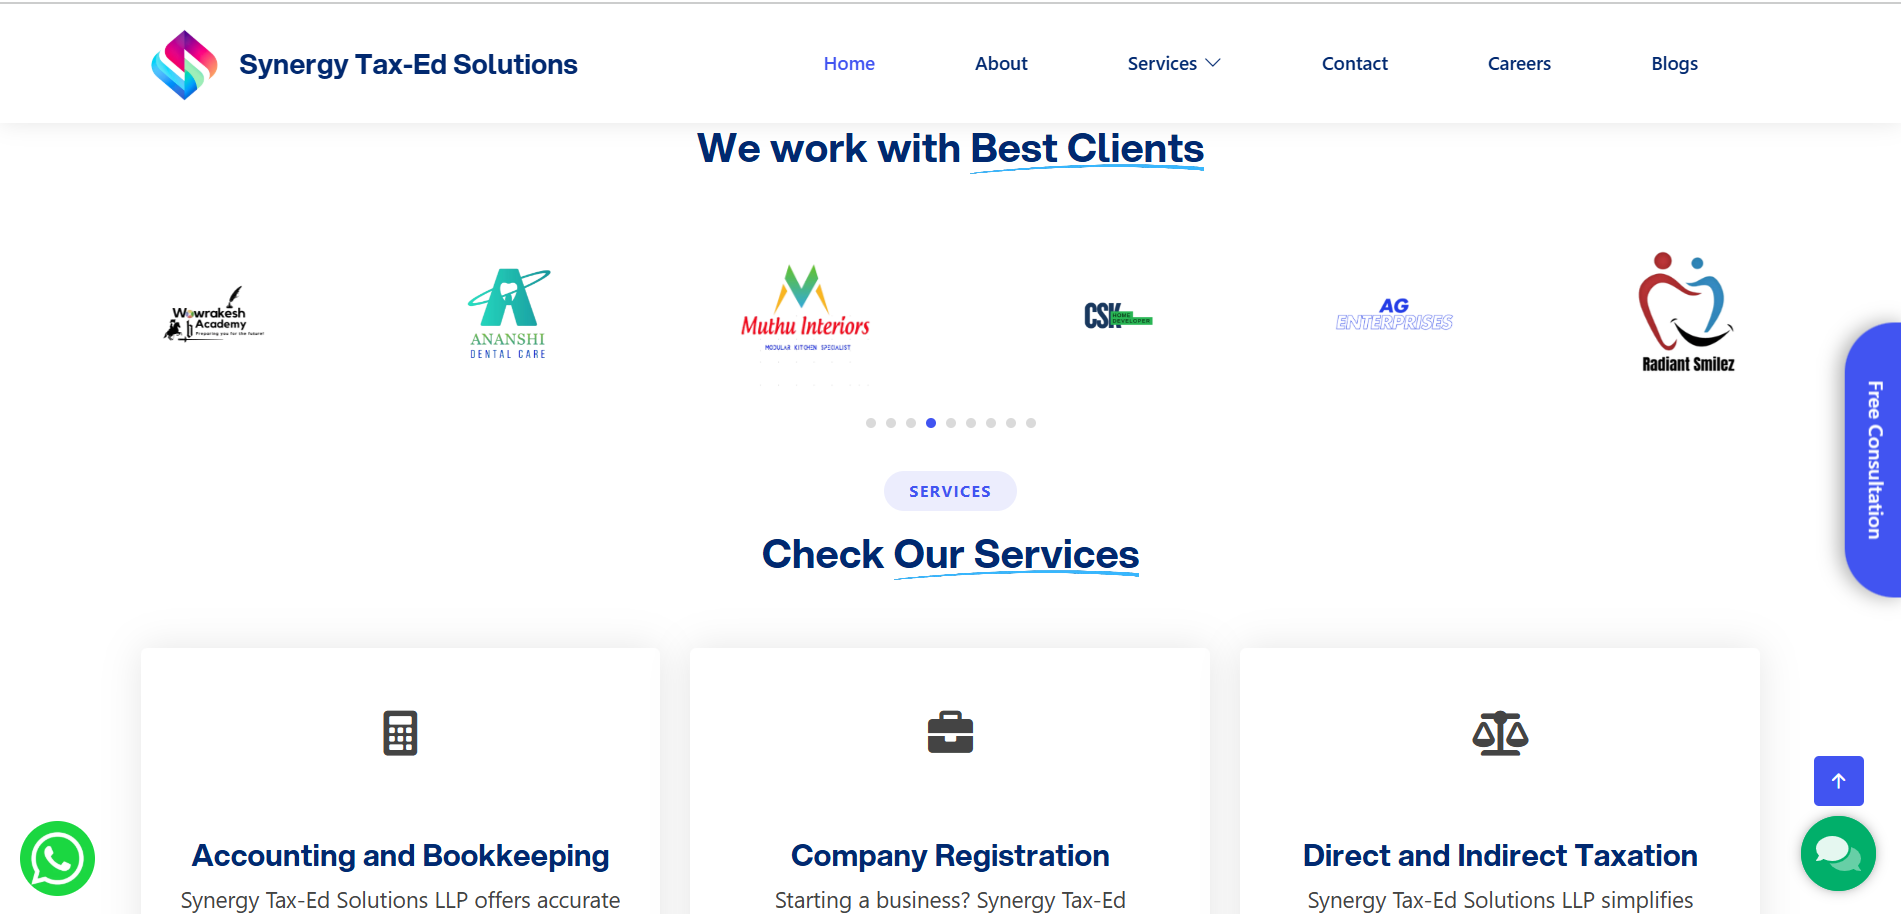 Synergy Tax-Ed Solutions
Home
About
Services
Contact
Careers
Blogs
We work with Best Clients
Wowrakesh
Academy
Preparing you for the future!
ANANSHI
DENTAL CARE
Muthu Interiors
MODULAR KITCHEN SPECIALIST
CSK HOME DEVELOPER
AG
ENTERPRISES
Radiant Smilez
Free Consultation
SERVICES
Check Our Services
Accounting and Bookkeeping
Synergy Tax-Ed Solutions LLP offers accurate
Company Registration
Starting a business? Synergy Tax-Ed
Direct and Indirect Taxation
Synergy Tax-Ed Solutions LLP simplifies